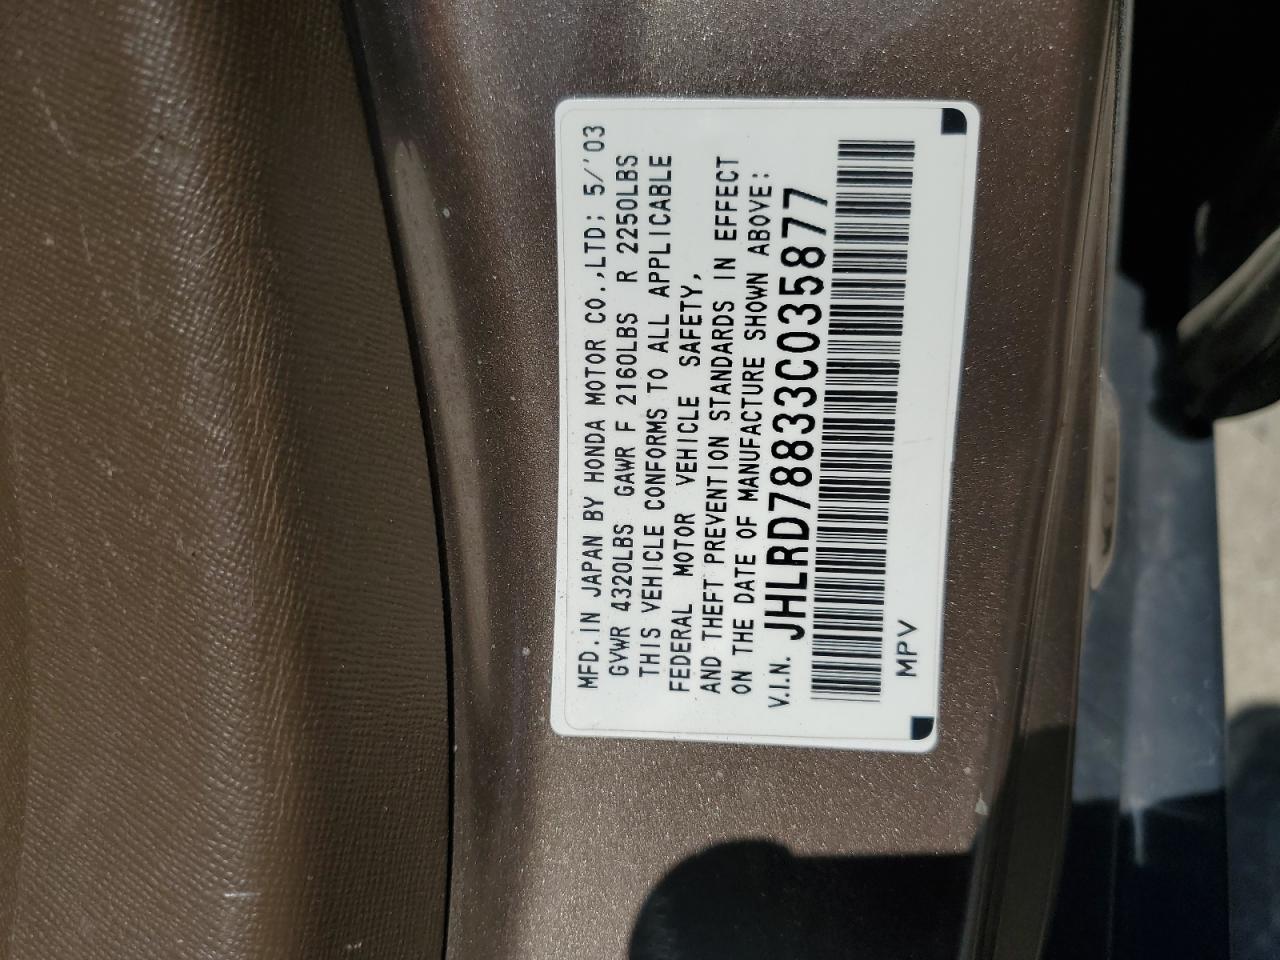 MFD.IN JAPAN BY HONDA MOTOR CO.,LTD; 5/'03
GVWR 4320LBS GAWR F 2160LBS R 2250LBS
THIS VEHICLE CONFORMS TO ALL APPLICABLE
FEDERAL MOTOR VEHICLE SAFETY,
AND THEFT PREVENTION STANDARDS IN EFFECT
ON THE DATE OF MANUFACTURE SHOWN ABOVE:
V.I.N. JHLRD78833C035877
MPV